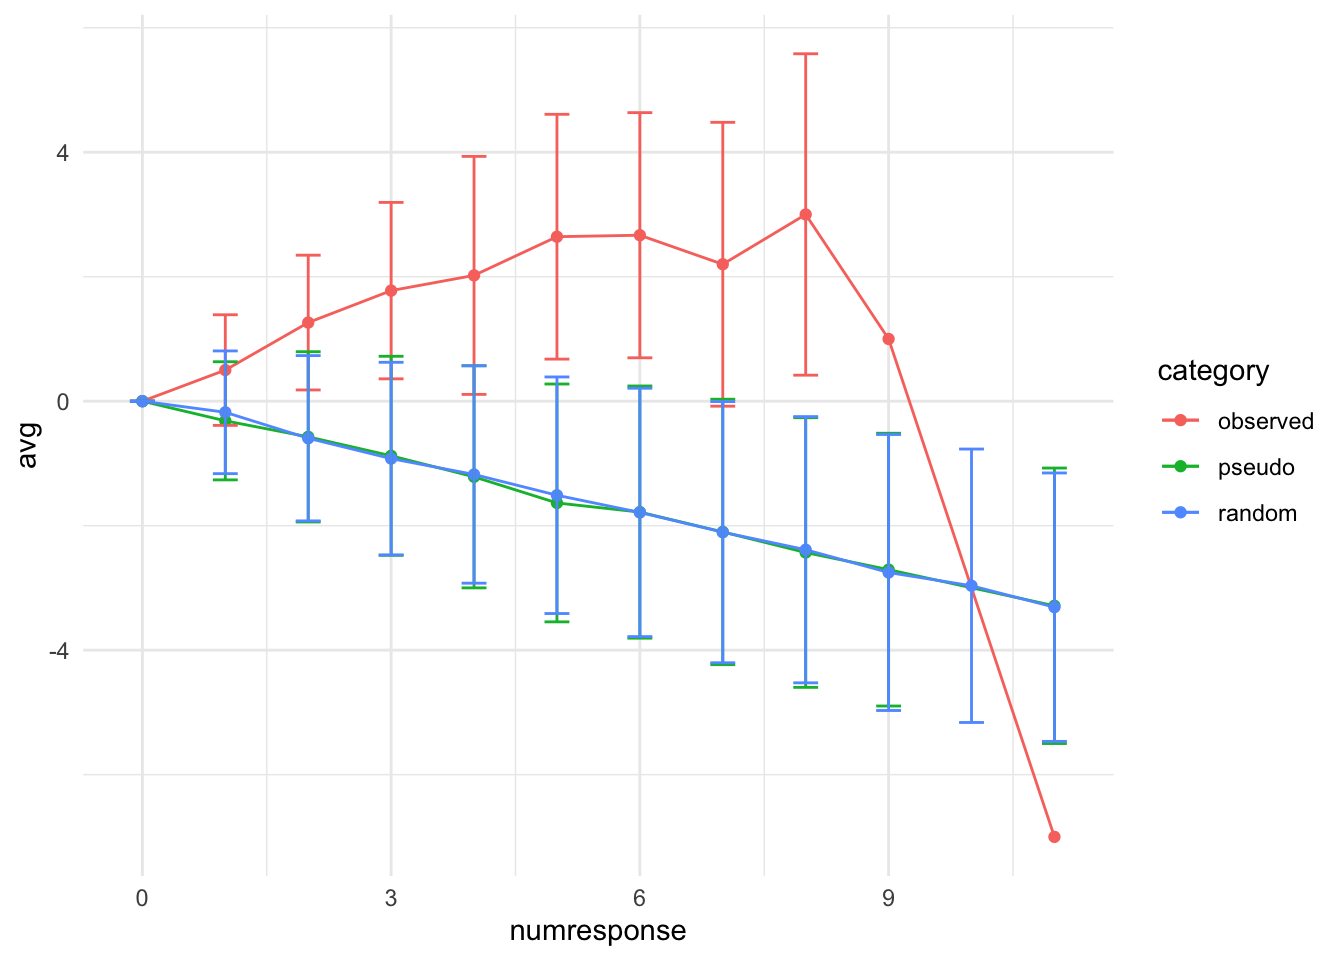 4
0
-4
avg
0
3
6
9
numresponse
category
observed
pseudo
random